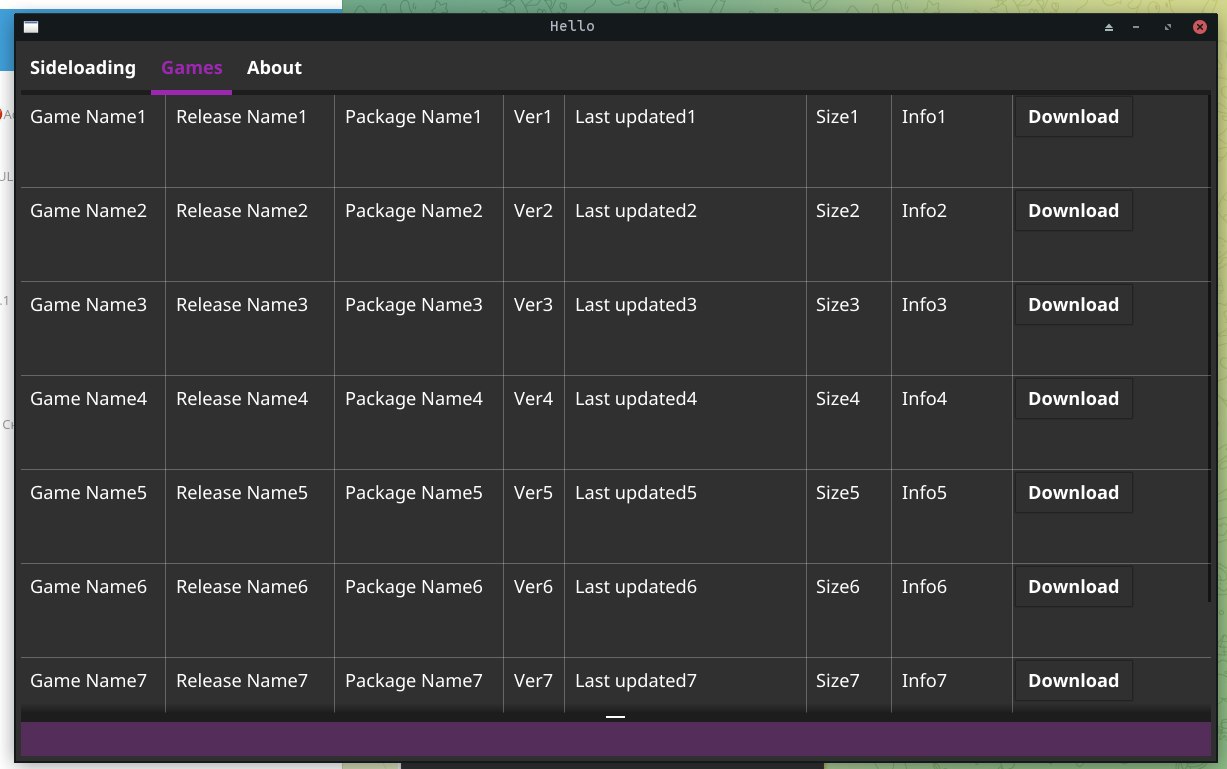 Hello
Sideloading Games About
Game Name1 Release Name1 Package Name1 Ver1 Last updated1 Size1 Info1 Download
Game Name2 Release Name2 Package Name2 Ver2 Last updated2 Size2 Info2 Download
Game Name3 Release Name3 Package Name3 Ver3 Last updated3 Size3 Info3 Download
Game Name4 Release Name4 Package Name4 Ver4 Last updated4 Size4 Info4 Download
Game Name5 Release Name5 Package Name5 Ver5 Last updated5 Size5 Info5 Download
Game Name6 Release Name6 Package Name6 Ver6 Last updated6 Size6 Info6 Download
Game Name7 Release Name7 Package Name7 Ver7 Last updated7 Size7 Info7 Download